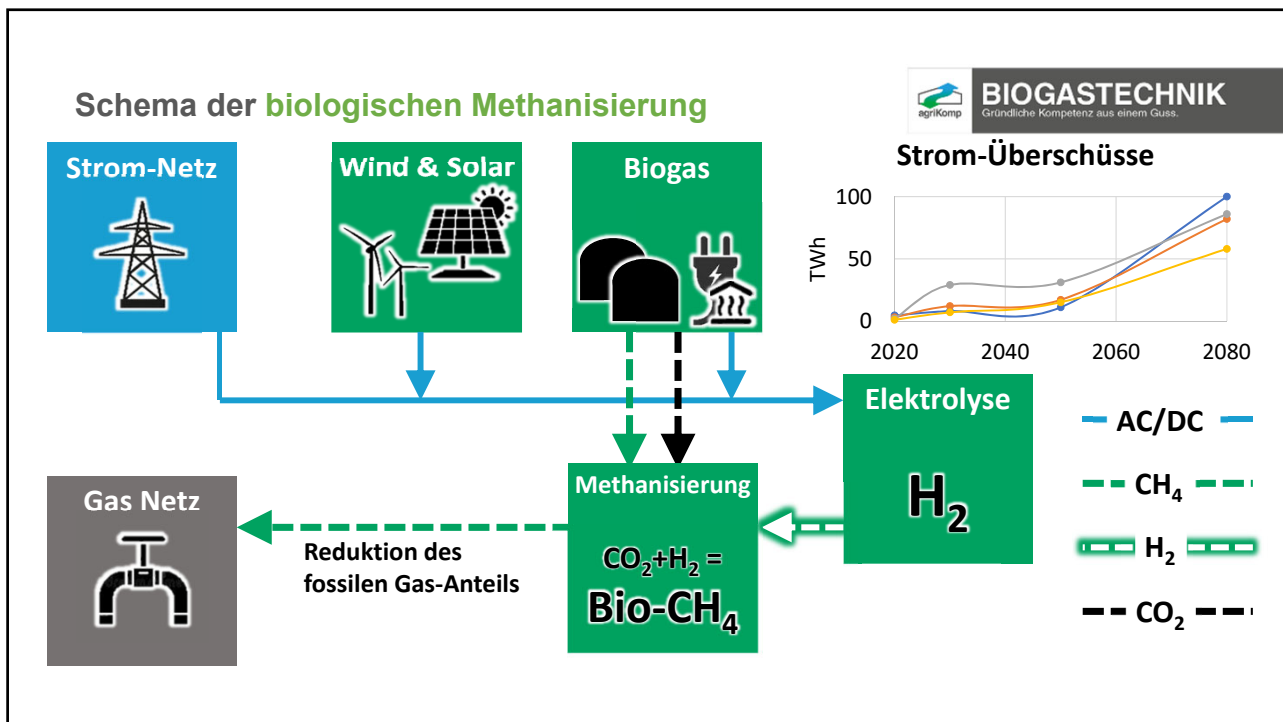 Schema der biologischen Methanisierung
agriKomp
BIOGASTECHNIK
Gründliche Kompetenz aus einem Guss.
Strom-Netz
Wind & Solar
Biogas
Strom-Überschüsse
TWh
100
50
0
2020
2040
2060
2080
Elektrolyse
H₂
AC/DC
CH₄
H₂
CO₂
Gas Netz
Reduktion des
fossilen Gas-Anteils
Methanisierung
CO₂+H₂ =
Bio-CH₄